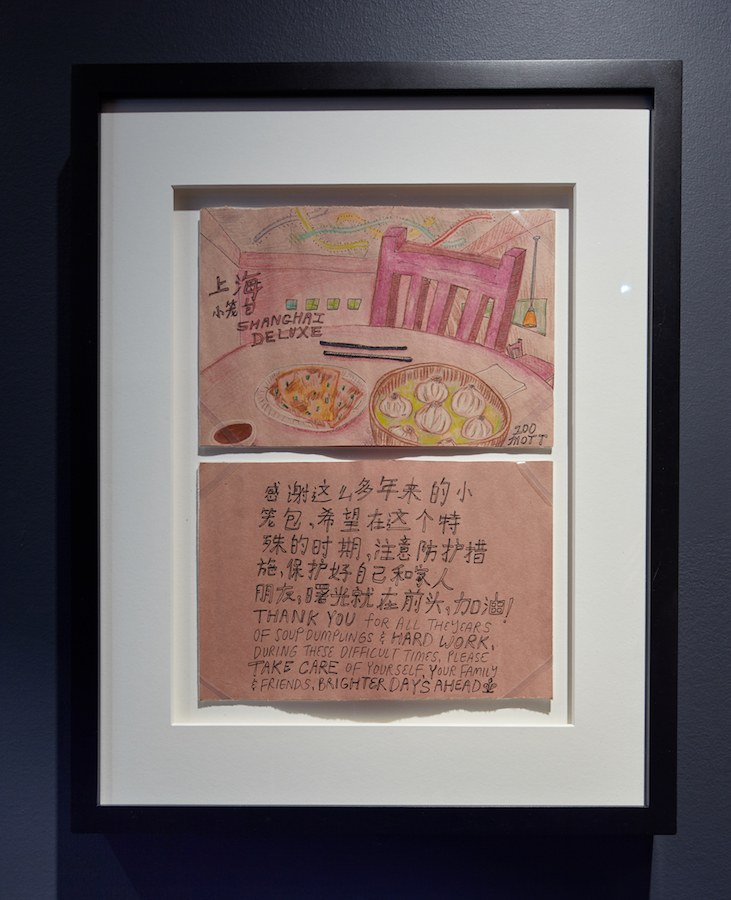 上海
小笼包
SHANGHAI
DELUXE
100
MOTT
感谢这么多年来的小
笼包,希望在这个特
殊的时期,注意防护措
施,保护好自己和家人
朋友,曙光就在前头,加油!
THANK YOU FOR ALL THE YEARS
OF SOUP DUMPLINGS & HARD WORK.
DURING THESE DIFFICULT TIMES, PLEASE
TAKE CARE OF YOURSELF, YOUR FAMILY
& FRIENDS, BRIGHTER DAYS AHEAD